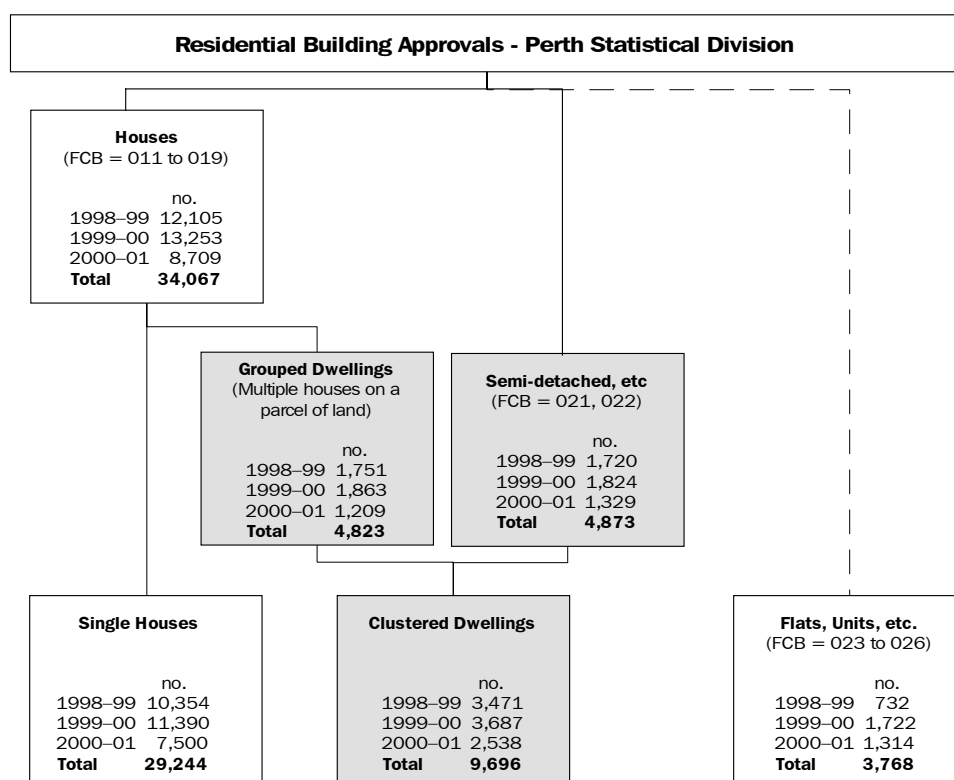 Residential Building Approvals - Perth Statistical Division
Houses
(FCB = 011 to 019)
no.
1998–99 12,105
1999–00 13,253
2000–01 8,709
Total 34,067
Grouped Dwellings
(Multiple houses on a
parcel of land)
no.
1998–99 1,751
1999–00 1,863
2000–01 1,209
Total 4,823
Semi-detached, etc
(FCB = 021, 022)
no.
1998–99 1,720
1999–00 1,824
2000–01 1,329
Total 4,873
Single Houses
no.
1998–99 10,354
1999–00 11,390
2000–01 7,500
Total 29,244
Clustered Dwellings
no.
1998–99 3,471
1999–00 3,687
2000–01 2,538
Total 9,696
Flats, Units, etc.
(FCB = 023 to 026)
no.
1998–99 732
1999–00 1,722
2000–01 1,314
Total 3,768